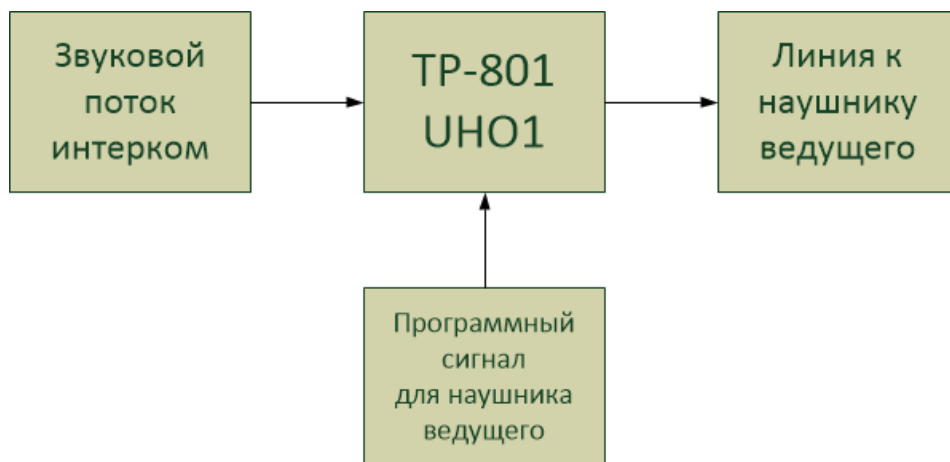 Звуковой
поток
интерком
TP-801
UHO1
Линия к
наушнику
ведущего
Программный
сигнал
для наушника
ведущего